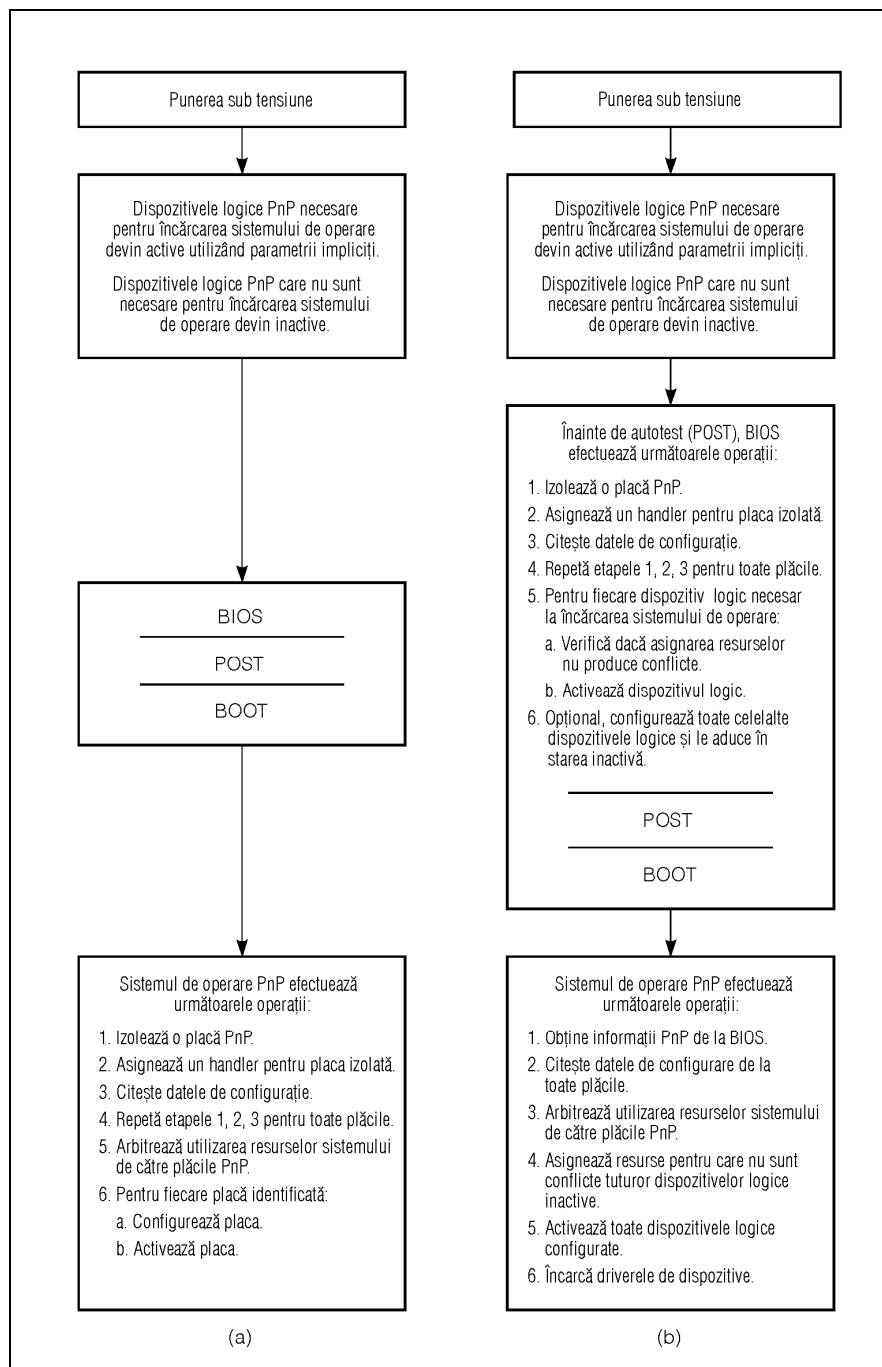 Punerea sub tensiune
Dispozitivele logice PnP necesare
pentru încărcarea sistemului de operare
devin active utilizând parametrii impliciți.
Dispozitivele logice PnP care nu sunt
necesare pentru încărcarea sistemului
de operare devin inactive.
BIOS
POST
BOOT
Sistemul de operare PnP efectuează
următoarele operații:
1. Izolează o placă PnP.
2. Asignează un handler pentru placa izolată.
3. Citește datele de configurație.
4. Repetă etapele 1, 2, 3 pentru toate plăcile.
5. Arbitrează utilizarea resurselor sistemului
de către plăcile PnP.
6. Pentru fiecare placă identificată:
a. Configurează placa.
b. Activează placa.
(a)
Punerea sub tensiune
Dispozitivele logice PnP necesare
pentru încărcarea sistemului de operare
devin active utilizând parametrii impliciți.
Dispozitivele logice PnP care nu sunt
necesare pentru încărcarea sistemului
de operare devin inactive.
Înainte de autotest (POST), BIOS
efectuează următoarele operații:
1. Izolează o placă PnP.
2. Asignează un handler pentru placa izolată.
3. Citește datele de configurație.
4. Repetă etapele 1, 2, 3 pentru toate plăcile.
5. Pentru fiecare dispozitiv logic necesar
la încărcarea sistemului de operare:
a. Verifică dacă asignarea resurselor
nu produce conflicte.
b. Activează dispozitivul logic.
6. Opțional, configurează toate celelalte
dispozitivele logice și le aduce în
starea inactivă.
POST
BOOT
Sistemul de operare PnP efectuează
următoarele operații:
1. Obține informații PnP de la BIOS.
2. Citește datele de configurare de la
toate plăcile.
3. Arbitrează utilizarea resurselor sistemului
de către plăcile PnP.
4. Asignează resurse pentru care nu sunt
conflicte tuturor dispozitivelor logice
inactive.
5. Activează toate dispozitivele logice
configurate.
6. Încarcă driverele de dispozitive.
(b)